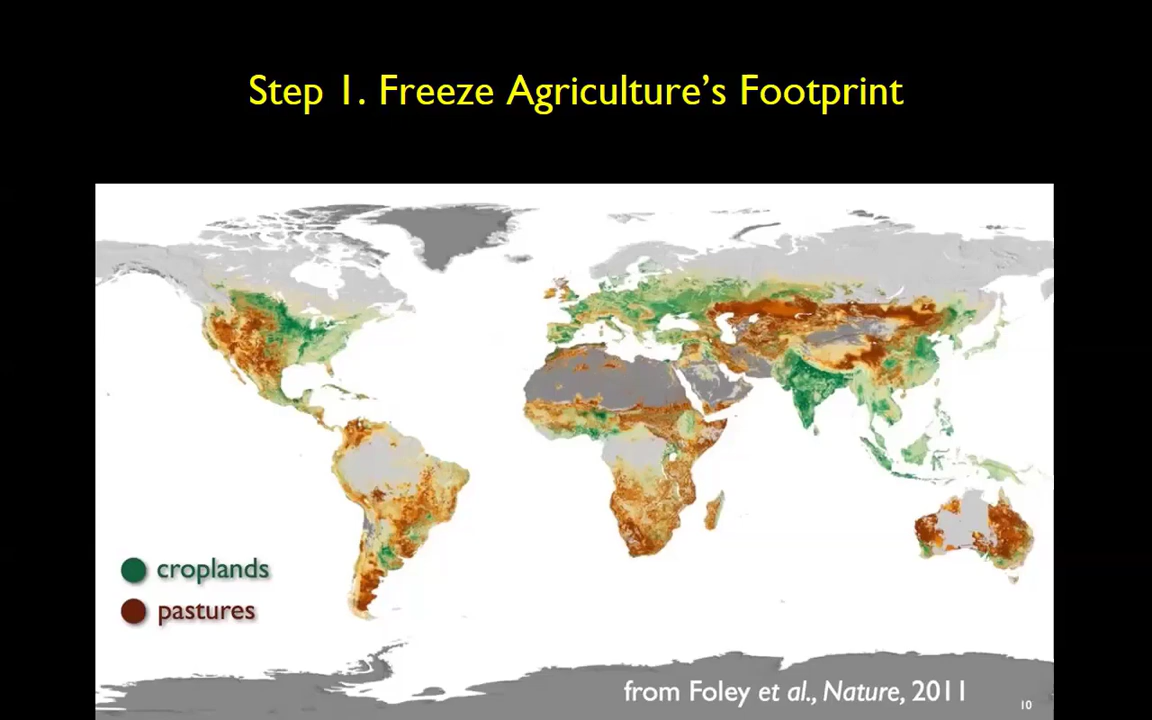 Step 1. Freeze Agriculture’s Footprint
croplands
pastures
from Foley et al., Nature, 2011
10